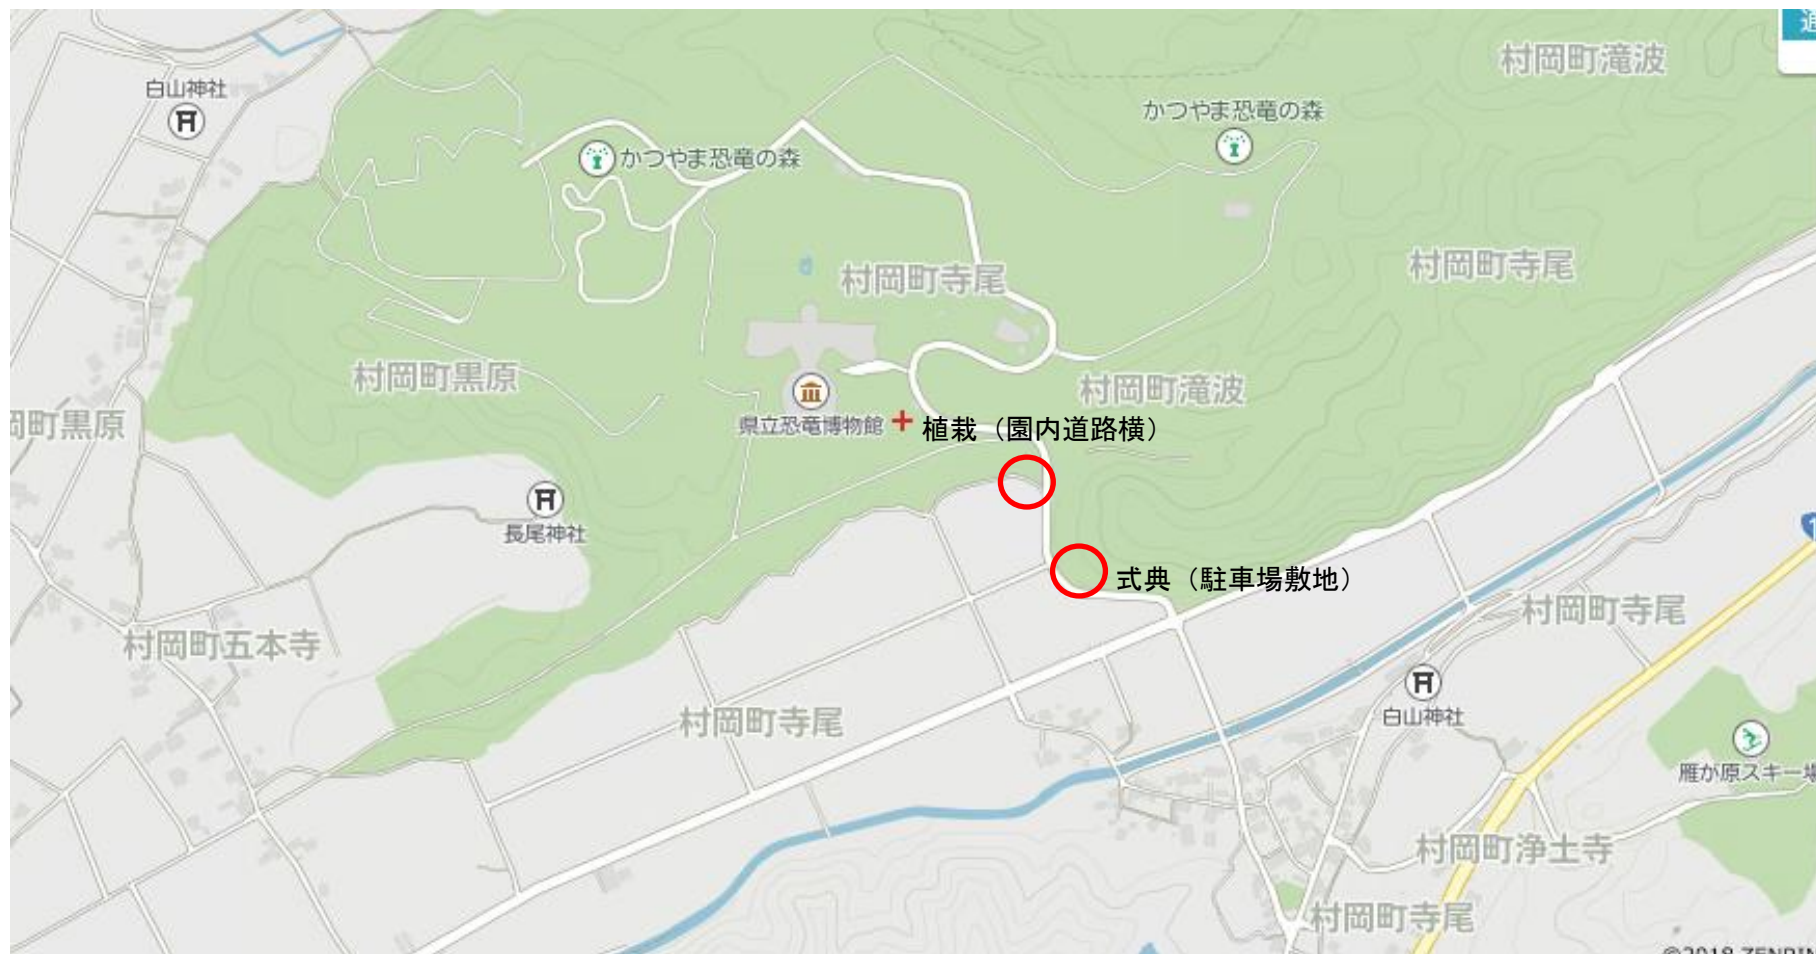 村岡町滝波
白山神社
かつやま恐竜の森
かつやま恐竜の森
村岡町寺尾
村岡町寺尾
村岡町黒原
村岡町滝波
岡町黒原
県立恐竜博物館
植栽（園内道路横）
長尾神社
式典（駐車場敷地）
村岡町寺尾
村岡町五本寺
白山神社
村岡町寺尾
雁が原スキー場
村岡町浄土寺
村岡町寺尾
©2018 ZENRIN